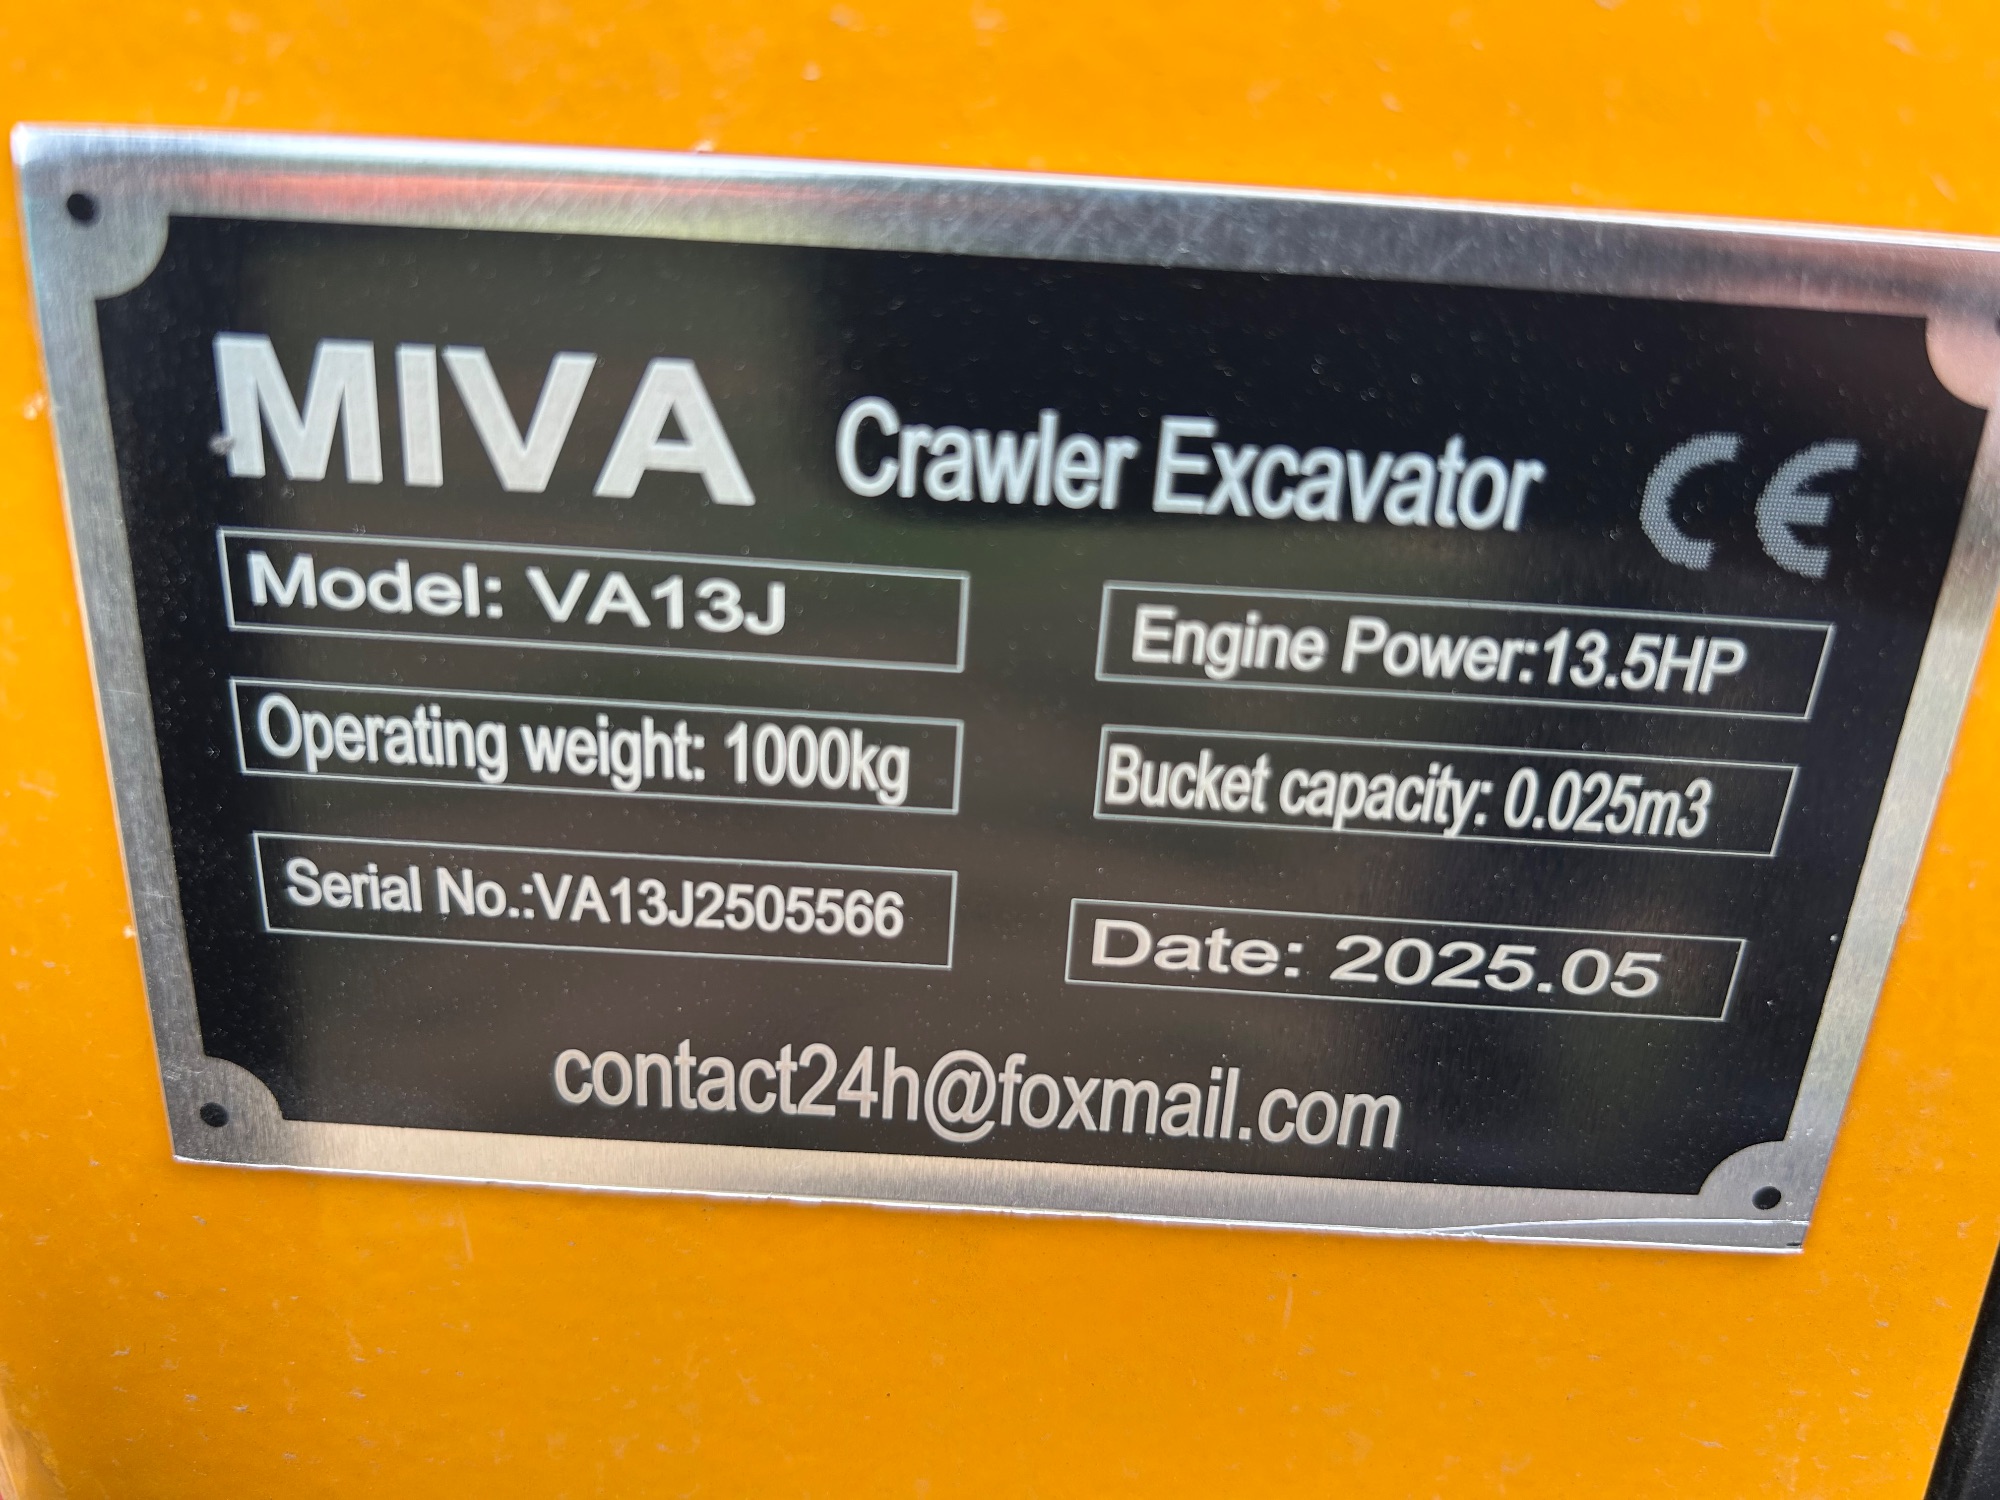 MIVA Crawler Excavator CE
Model: VA13J
Engine Power:13.5HP
Operating weight: 1000kg
Bucket capacity: 0.025m3
Serial No.:VA13J2505566
Date: 2025.05
contact24h@foxmail.com